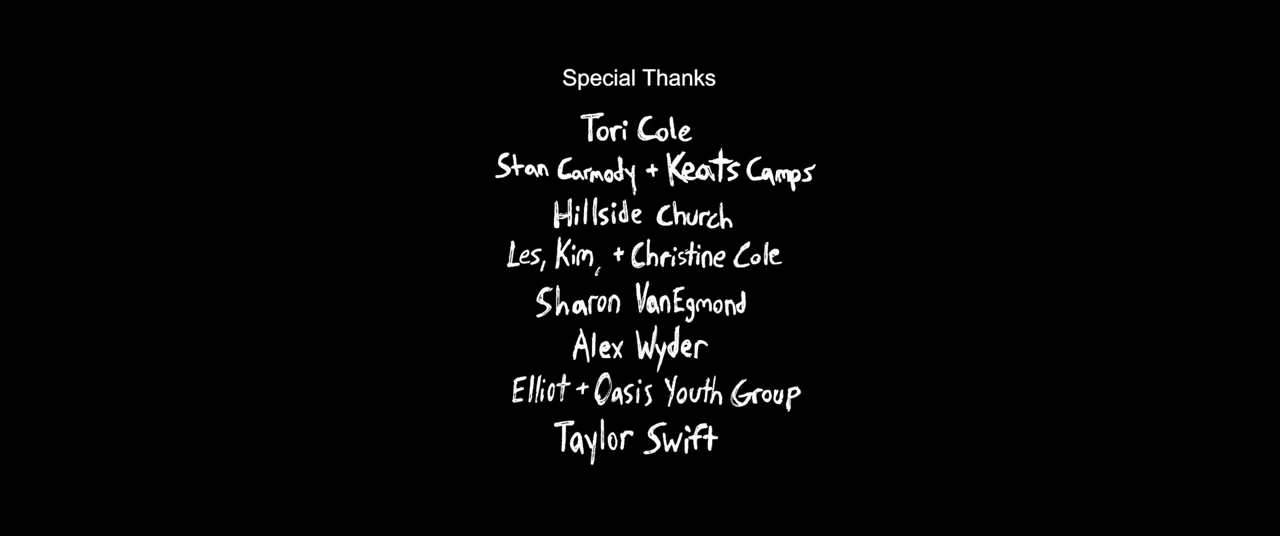 Special Thanks
Tori Cole
Stan Carmody + Keats Camps
Hillside Church
Les, Kim, + Christine Cole
Sharon VanEgmond
Alex Wyder
Elliot + Oasis Youth Group
Taylor Swift